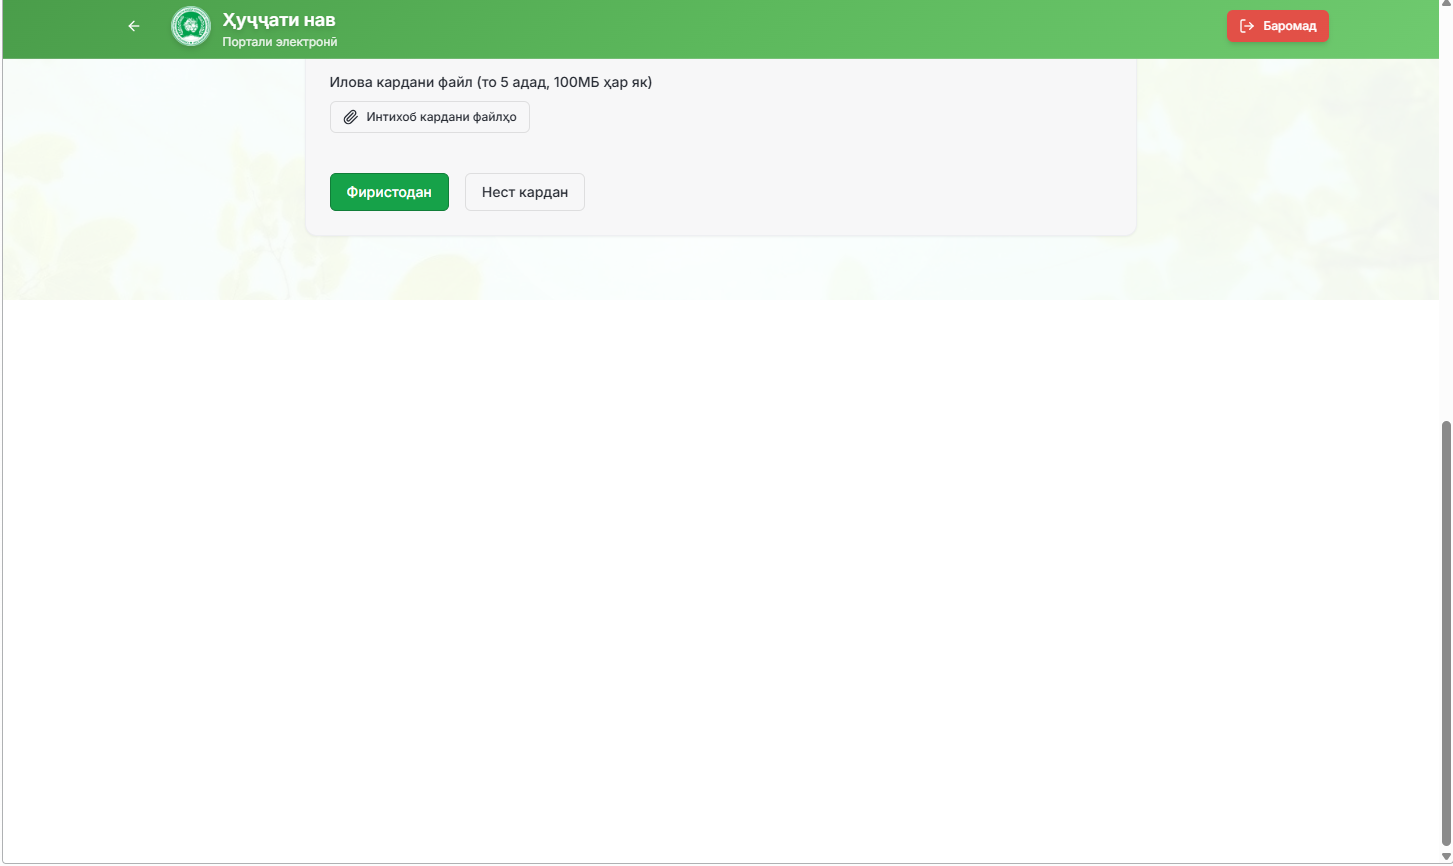 Ҳуҷҷати нав
Портали электронӣ
Баромад
Илова кардани файл (то 5 адад, 100МБ ҳар як)
Интихоб кардани файлҳо
Фиристодан
Нест кардан